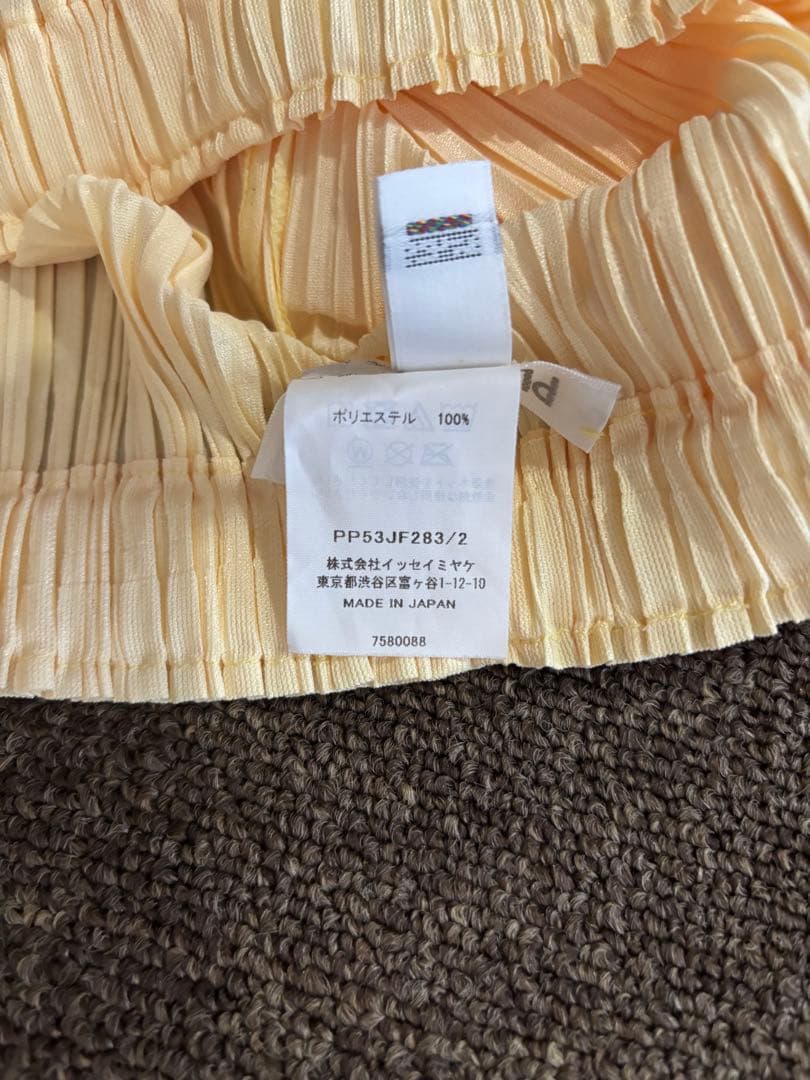 ポリエステル 100%
PP53JF283/2
株式会社イッセイミヤケ
東京都渋谷区富ヶ谷1-12-10
MADE IN JAPAN
7580088